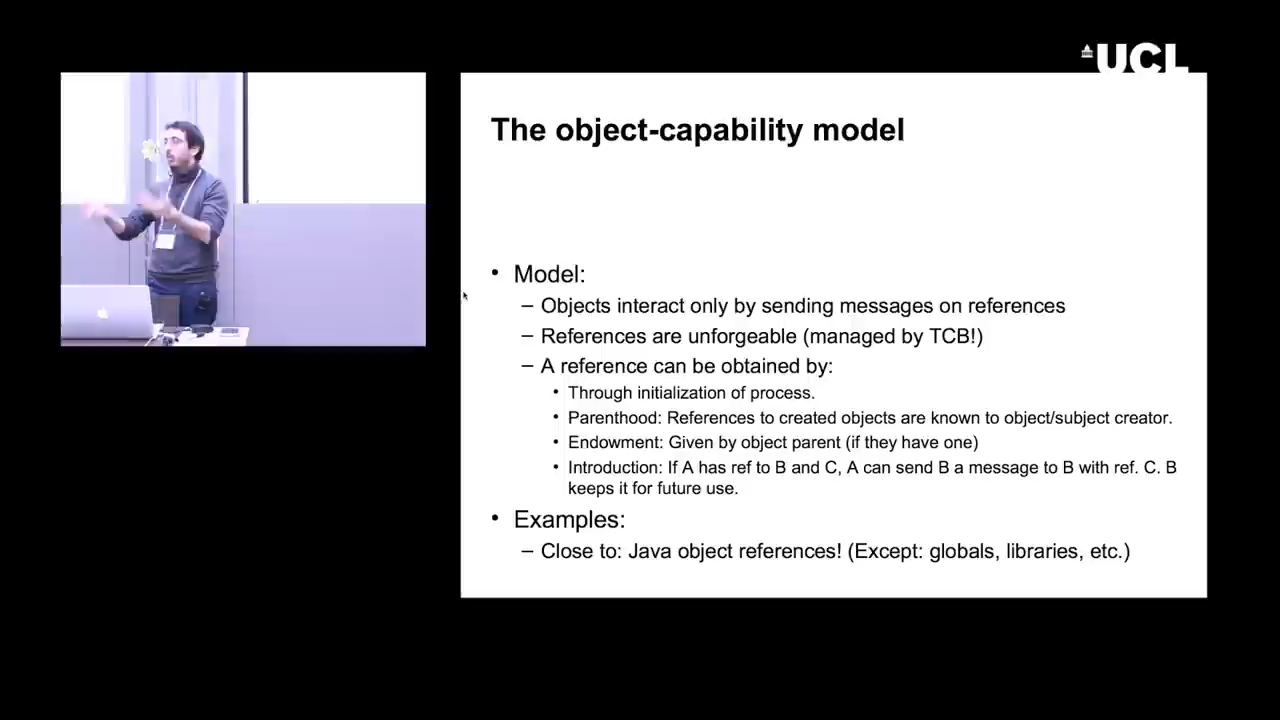 UCL
The object-capability model
• Model:
– Objects interact only by sending messages on references
– References are unforgeable (managed by TCB!)
– A reference can be obtained by:
• Through initialization of process.
• Parenthood: References to created objects are known to object/subject creator.
• Endowment: Given by object parent (if they have one)
• Introduction: If A has ref to B and C, A can send B a message to B with ref. C. B
keeps it for future use.
• Examples:
– Close to: Java object references! (Except: globals, libraries, etc.)